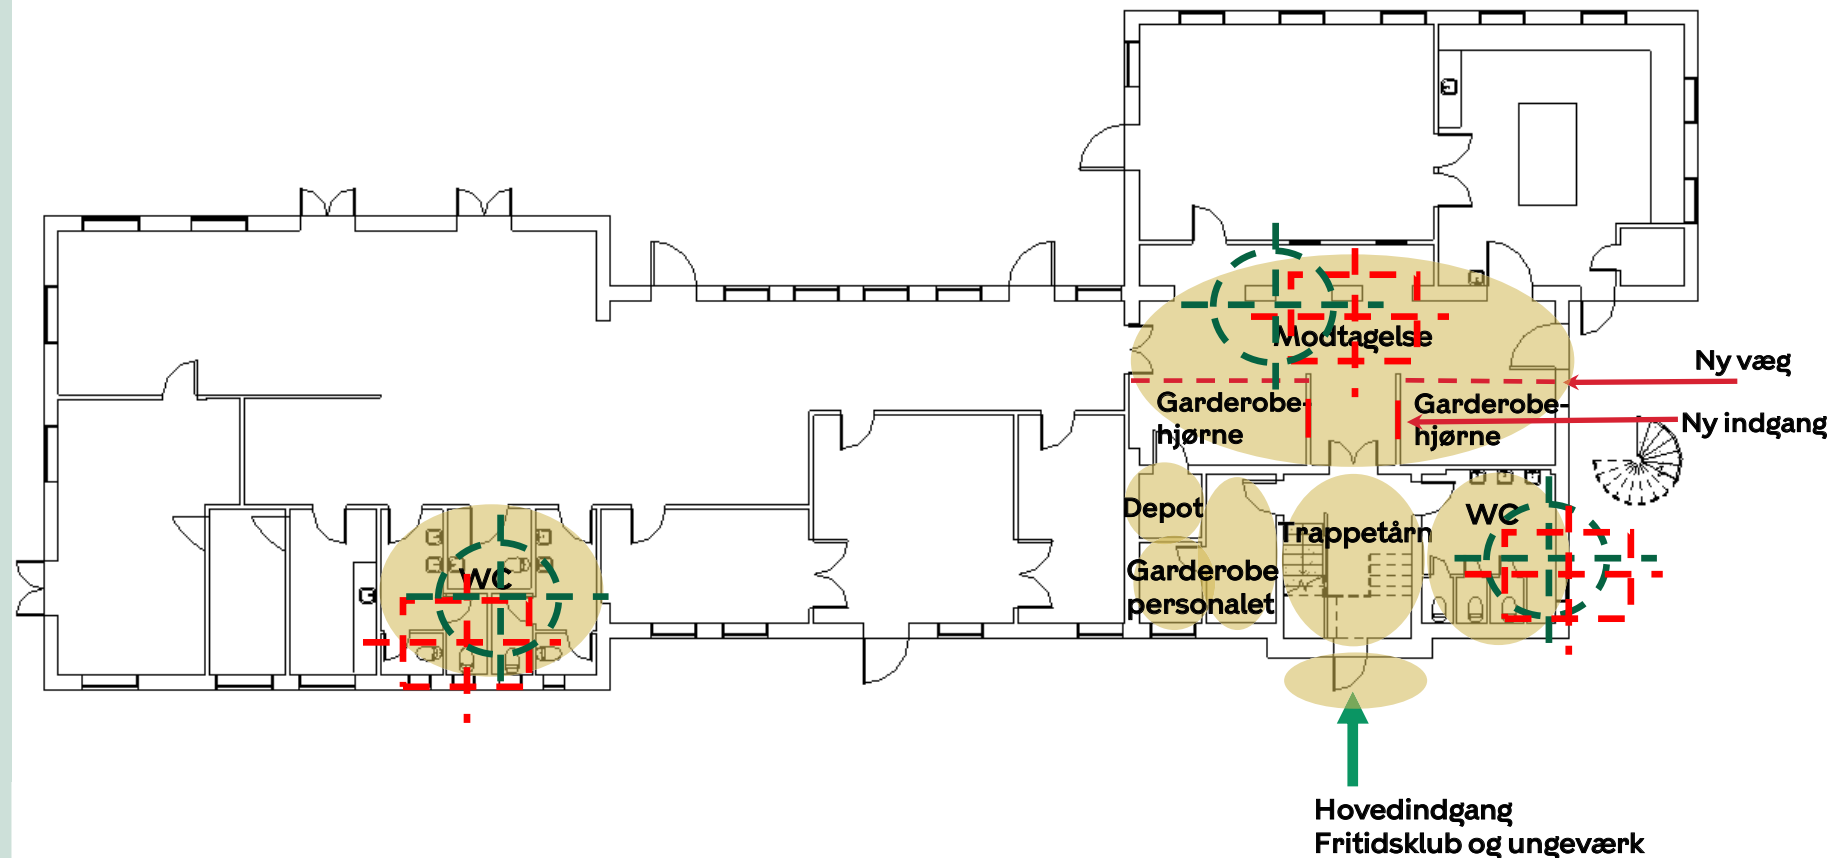 Modtagelse
Ny væg
Garderobe-
hjørne
Garderobe-
hjørne
Ny indgang
Depot
Trappetårn
WC
WC
Garderobe
personalet
Hovedindgang
Fritidsklub og ungeværk